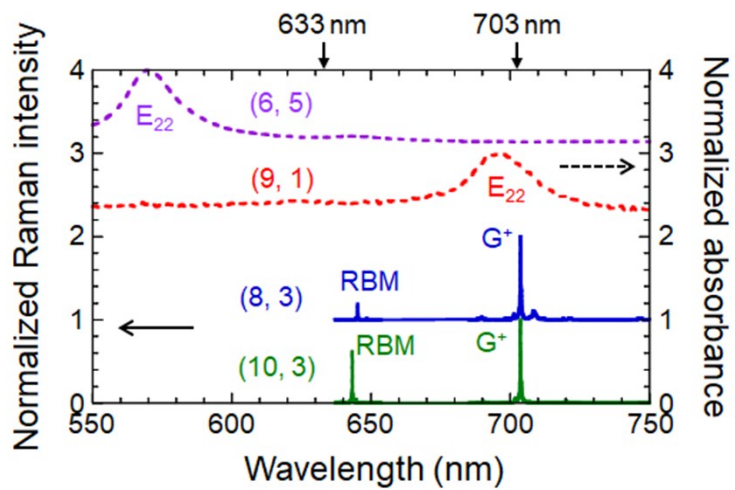 633 nm 703 nm
4 4
(6, 5)
E22
3 3
(9, 1)
E22
2 2
G+
RBM
(8, 3)
1 1
RBM G+
(10, 3)
0 0
550 600 650 700 750
Wavelength (nm)
Normalized Raman intensity
Normalized absorbance